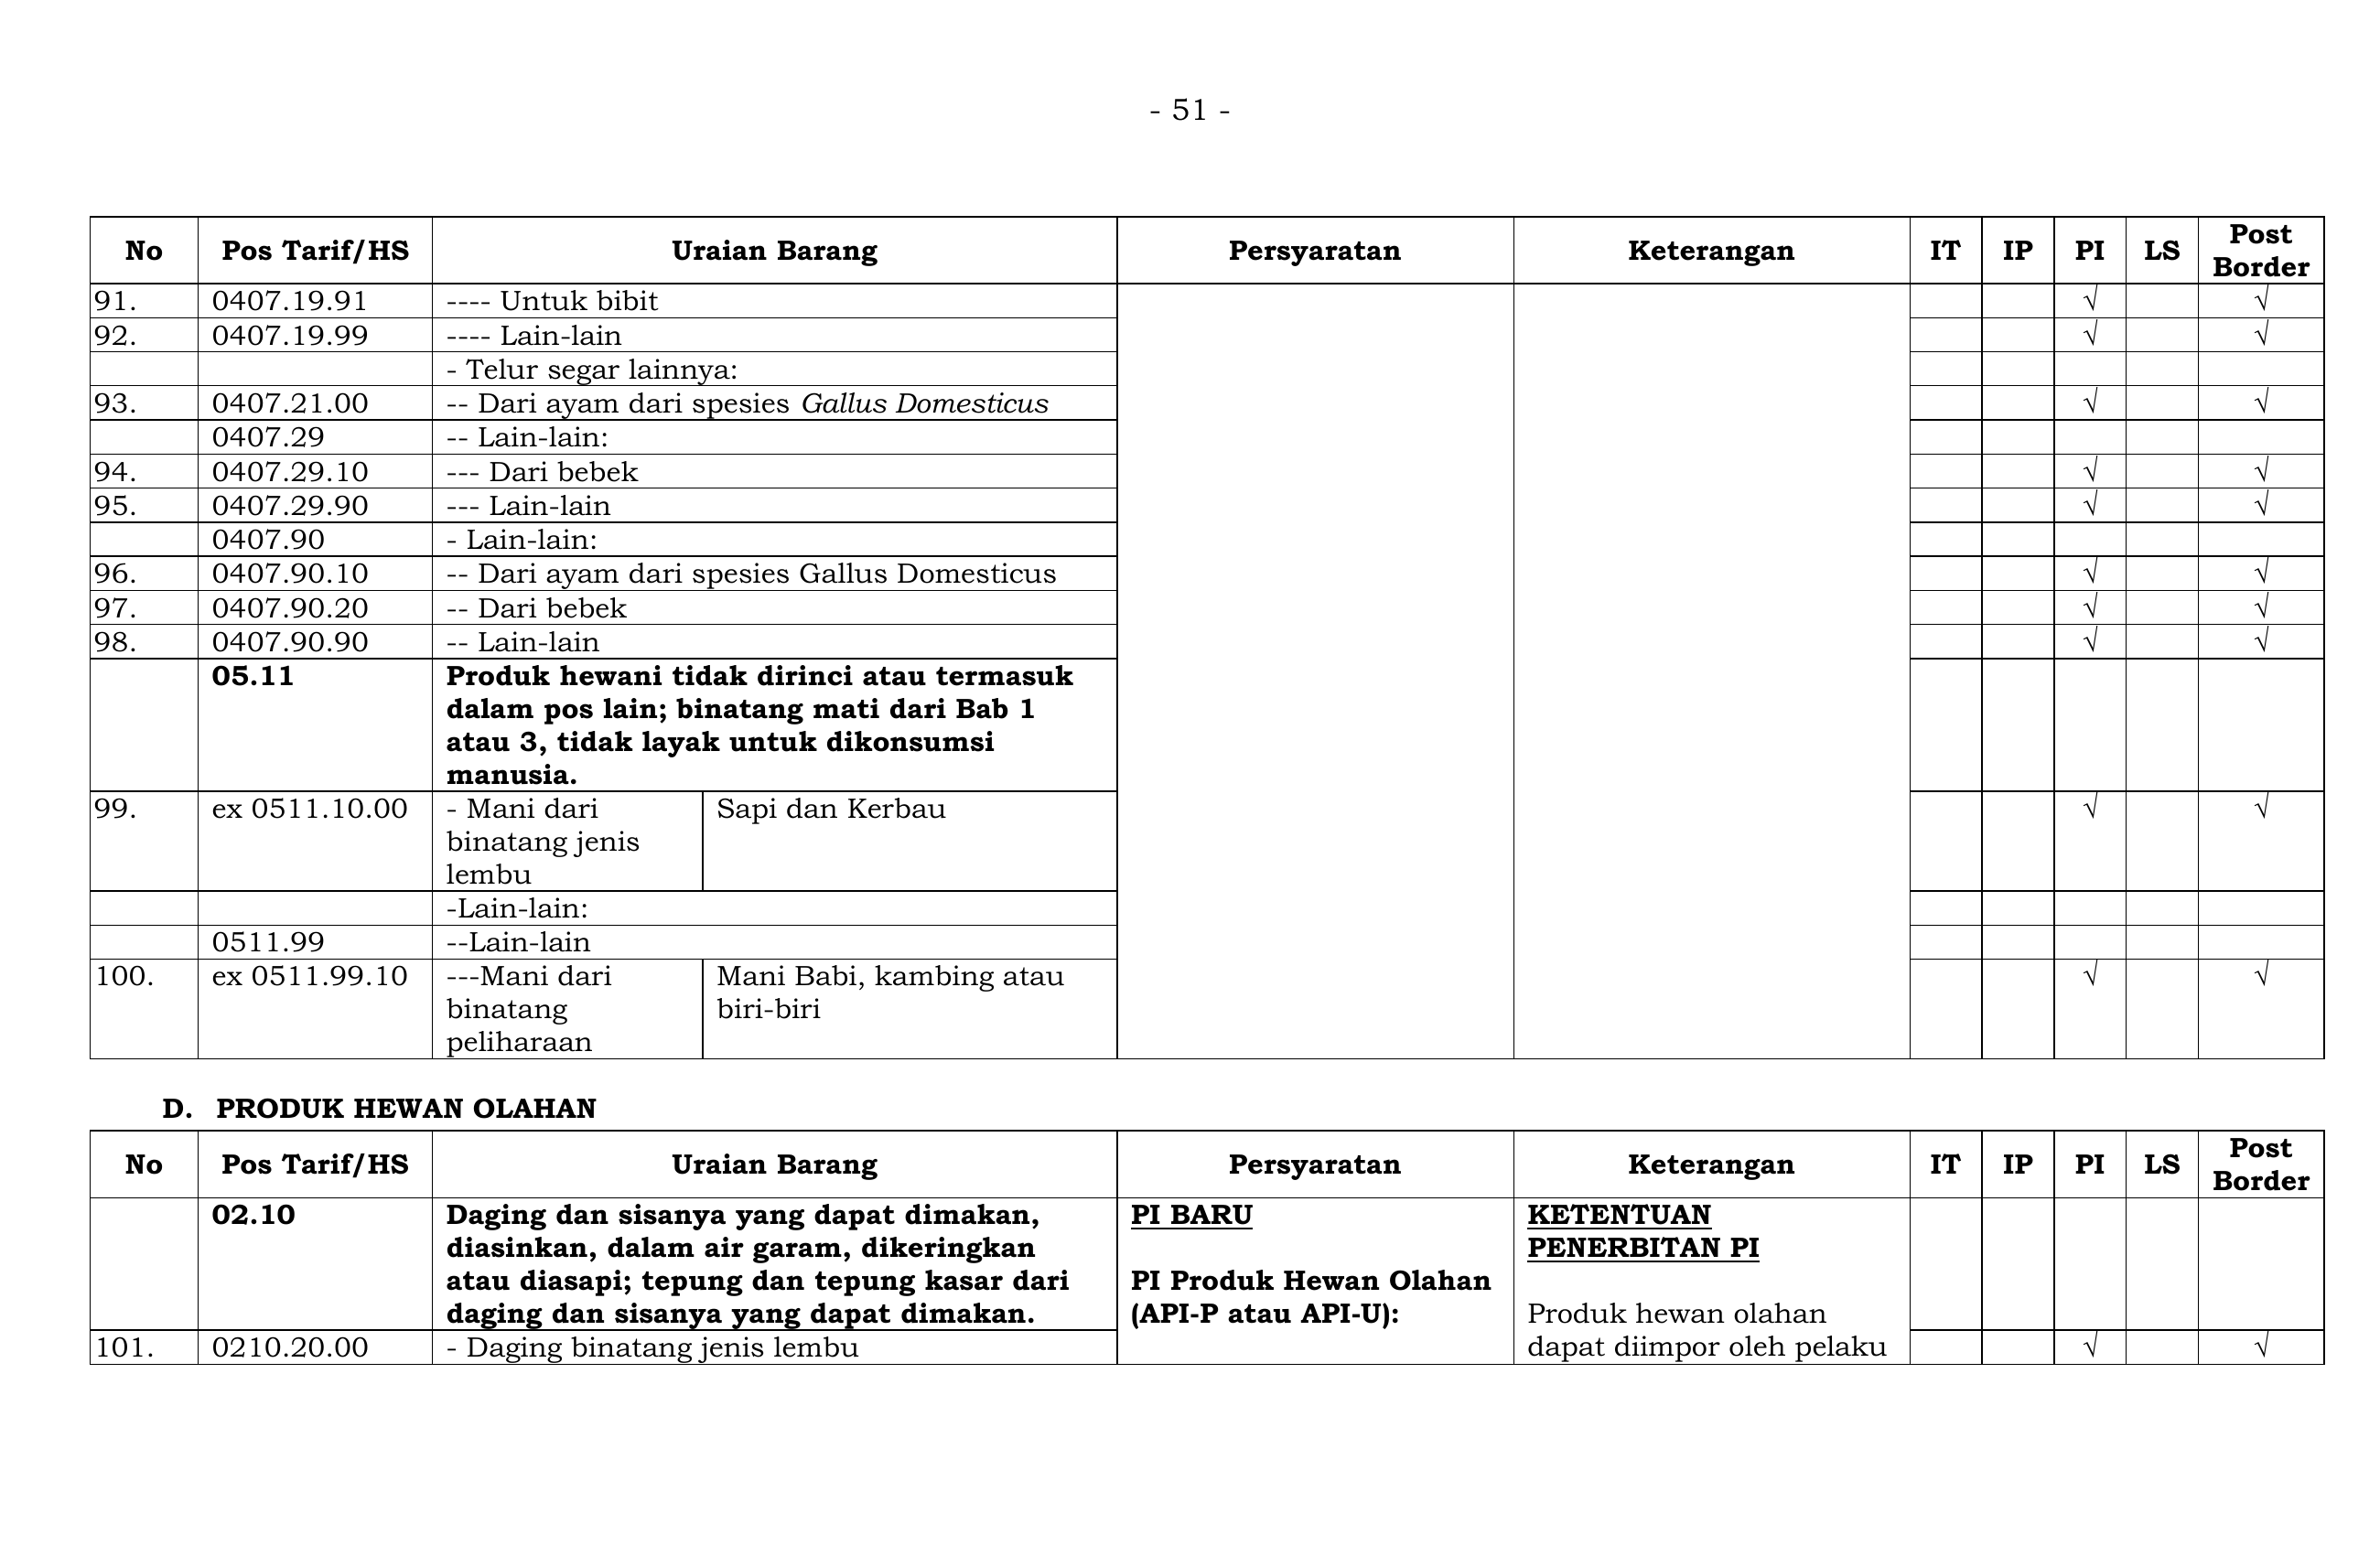 - 51 -
No Pos Tarif/HS Uraian Barang Persyaratan Keterangan IT IP PI LS Post Border
91. 0407.19.91 ---- Untuk bibit √ √
92. 0407.19.99 ---- Lain-lain √ √
- Telur segar lainnya:
93. 0407.21.00 -- Dari ayam dari spesies Gallus Domesticus √ √
0407.29 -- Lain-lain:
94. 0407.29.10 --- Dari bebek √ √
95. 0407.29.90 --- Lain-lain √ √
0407.90 - Lain-lain:
96. 0407.90.10 -- Dari ayam dari spesies Gallus Domesticus √ √
97. 0407.90.20 -- Dari bebek √ √
98. 0407.90.90 -- Lain-lain √ √
05.11 Produk hewani tidak dirinci atau termasuk
dalam pos lain; binatang mati dari Bab 1
atau 3, tidak layak untuk dikonsumsi
manusia.
99. ex 0511.10.00 - Mani dari Sapi dan Kerbau √ √
binatang jenis
lembu
-Lain-lain:
0511.99 --Lain-lain
100. ex 0511.99.10 ---Mani dari Mani Babi, kambing atau √ √
binatang biri-biri
peliharaan
D. PRODUK HEWAN OLAHAN
No Pos Tarif/HS Uraian Barang Persyaratan Keterangan IT IP PI LS Post Border
02.10 Daging dan sisanya yang dapat dimakan, PI BARU KETENTUAN
diasinkan, dalam air garam, dikeringkan PENERBITAN PI
atau diasapi; tepung dan tepung kasar dari PI Produk Hewan Olahan
daging dan sisanya yang dapat dimakan. (API-P atau API-U): Produk hewan olahan
101. 0210.20.00 - Daging binatang jenis lembu dapat diimpor oleh pelaku √ √